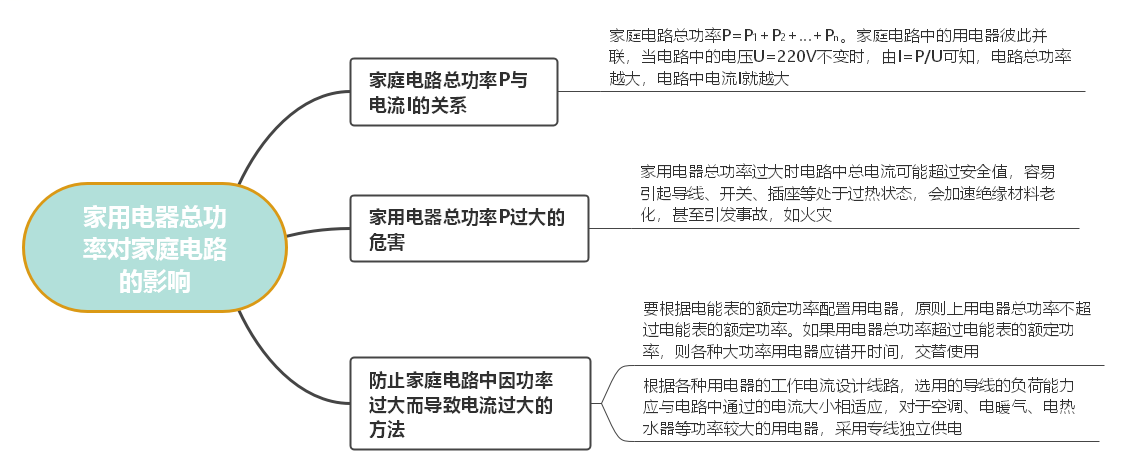 家用电器总功
率对家庭电路
的影响
家庭电路总功率P与
电流I的关系
家庭电路总功率P=P₁+P₂+...+Pₙ。家庭电路中的用电器彼此并
联，当电路中的电压U=220V不变时，由I=P/U可知，电路总功率
越大，电路中电流I就越大
家用电器总功率P过大的
危害
家用电器总功率过大时电路中总电流可能超过安全值，容易
引起导线、开关、插座等处于过热状态，会加速绝缘材料老
化，甚至引发事故，如火灾
防止家庭电路中因功率
过大而导致电流过大的
方法
要根据电能表的额定功率配置用电器，原则上用电器总功率不超
过电能表的额定功率。如果用电器总功率超过电能表的额定功
率，则各种大功率用电器应错开时间，交替使用
根据各种用电器的工作电流设计线路，选用的导线的负荷能力
应与电路中通过的电流大小相适应，对于空调、电暖气、电热
水器等功率较大的用电器，采用专线独立供电